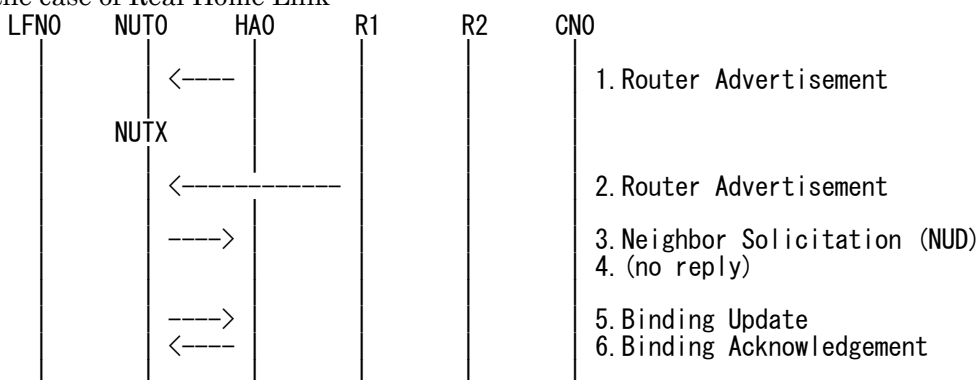 the case of Real Home Link
LFN0 NUT0 HA0 R1 R2 CN0
<---- 1.Router Advertisement
NUTX
<------------ 2.Router Advertisement
----> 3.Neighbor Solicitation (NUD)
4.(no reply)
----> 5.Binding Update
<---- 6.Binding Acknowledgement